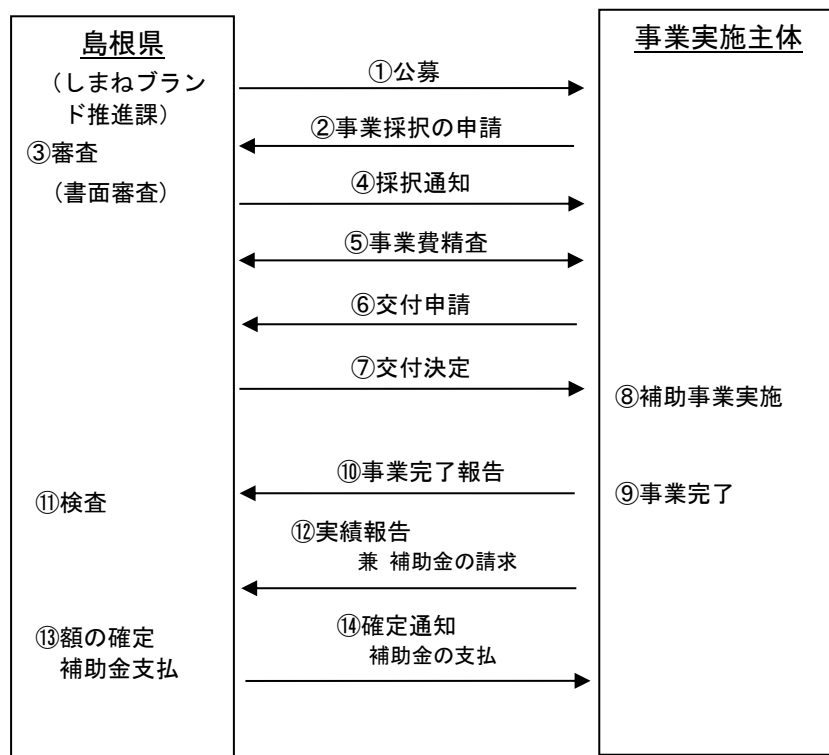 島根県
(しまねブラン
ド推進課)
事業実施主体
①公募
②事業採択の申請
③審査
(書面審査)
④採択通知
⑤事業費精査
⑥交付申請
⑦交付決定
⑧補助事業実施
⑨事業完了
⑩事業完了報告
⑪検査
⑫実績報告
兼 補助金の請求
⑬額の確定
補助金支払
⑭確定通知
補助金の支払